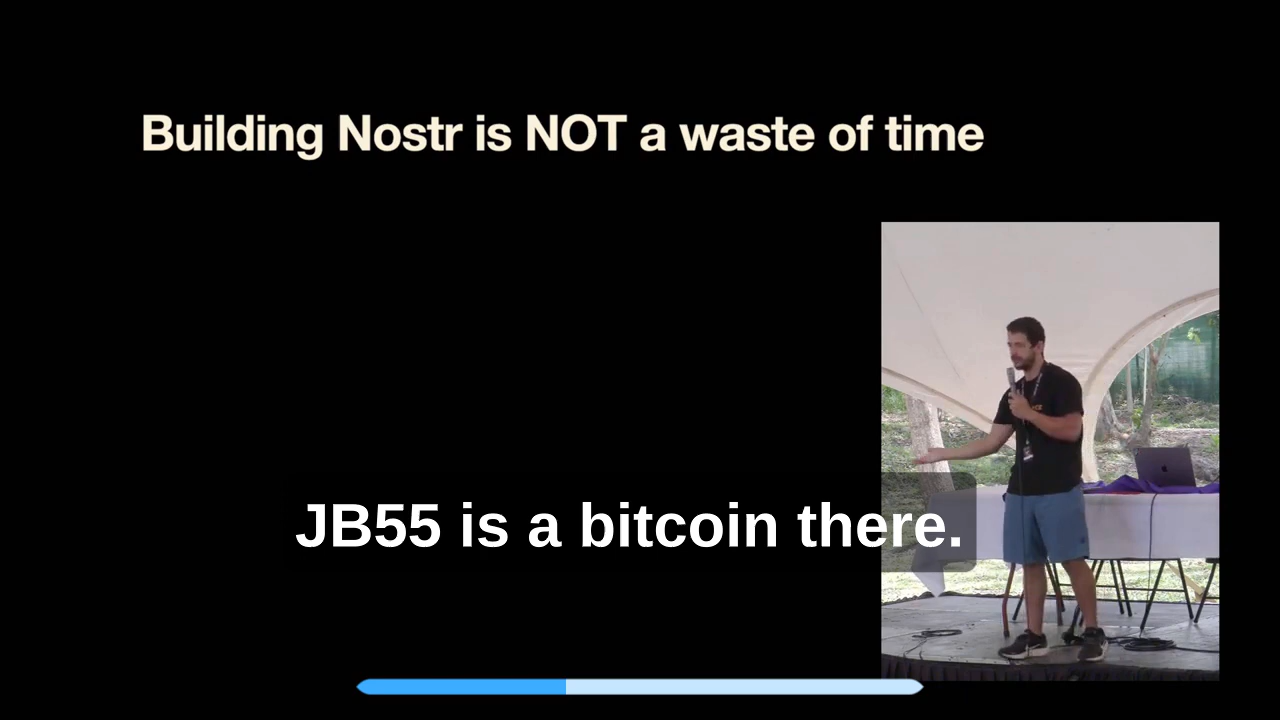 Building Nostr is NOT a waste of time
JB55 is a bitcoin there.